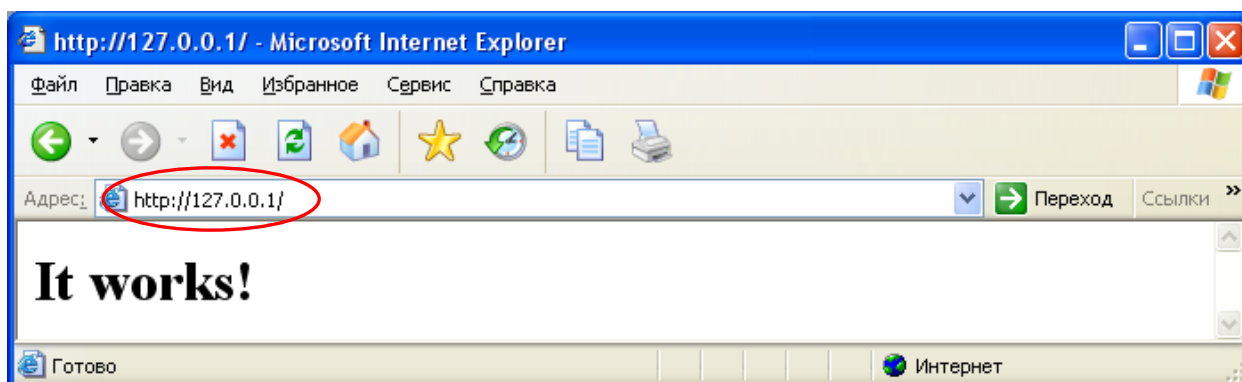 http://127.0.0.1/ - Microsoft Internet Explorer
Файл Правка Вид Избранное Сервис Справка
Адрес: http://127.0.0.1/ Переход Ссылки »
It works!
Готово Интернет